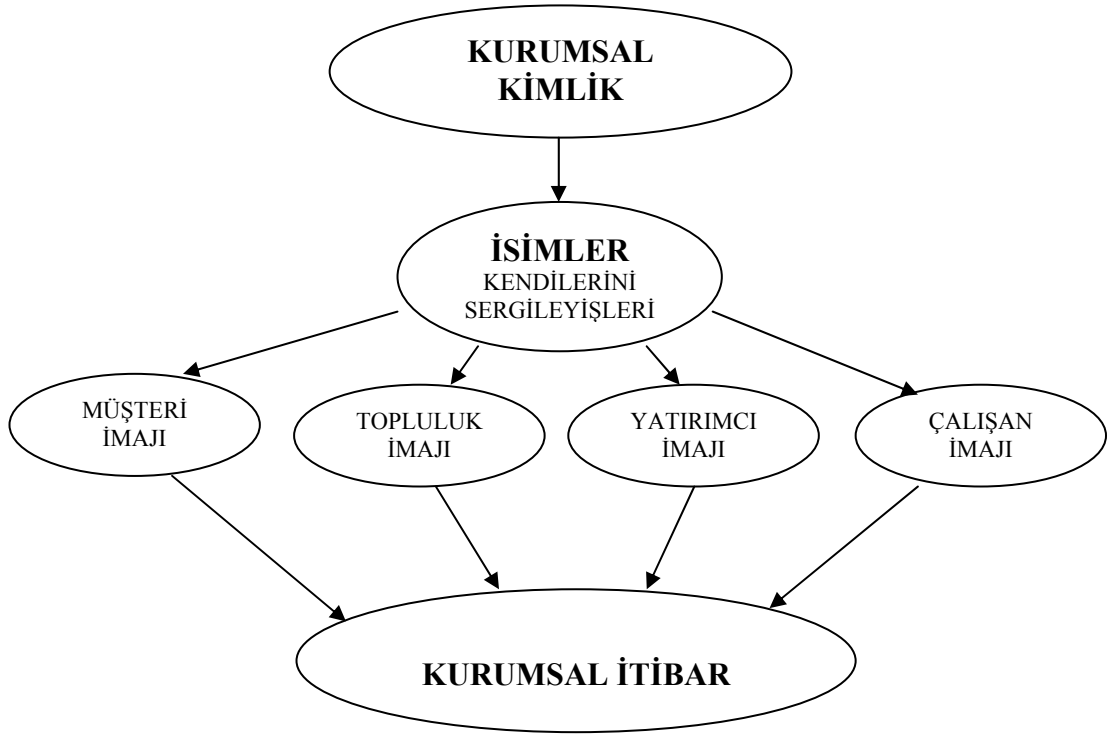 KURUMSAL
KİMLİK
İSİMLER
KENDİLERİNİ
SERGİLEYİŞLERİ
MÜŞTERİ
İMAJI
TOPLULUK
İMAJI
YATIRIMCI
İMAJI
ÇALIŞAN
İMAJI
KURUMSAL İTİBAR